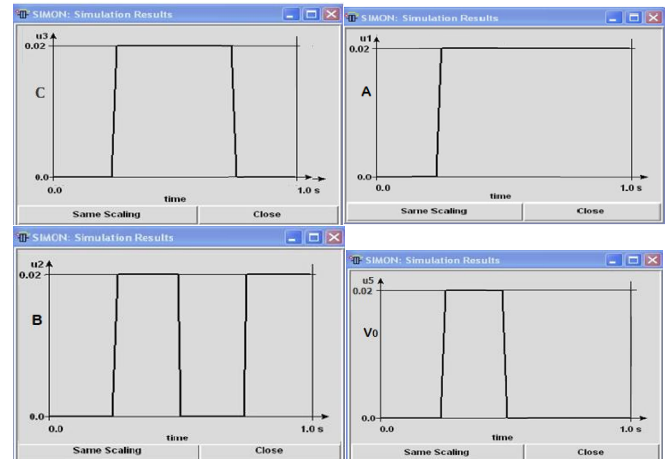 SIMON: Simulation Results
u3
0.02
C
0.0
0.0
1.0 s
time
Same Scaling Close
SIMON: Simulation Results
u1
0.02
A
0.0
0.0
1.0 s
time
Same Scaling Close
SIMON: Simulation Results
u2
0.02
B
0.0
0.0
1.0 s
time
Same Scaling Close
SIMON: Simulation Results
u5
0.02
V0
0.0
0.0
1.0 s
time
Same Scaling Close